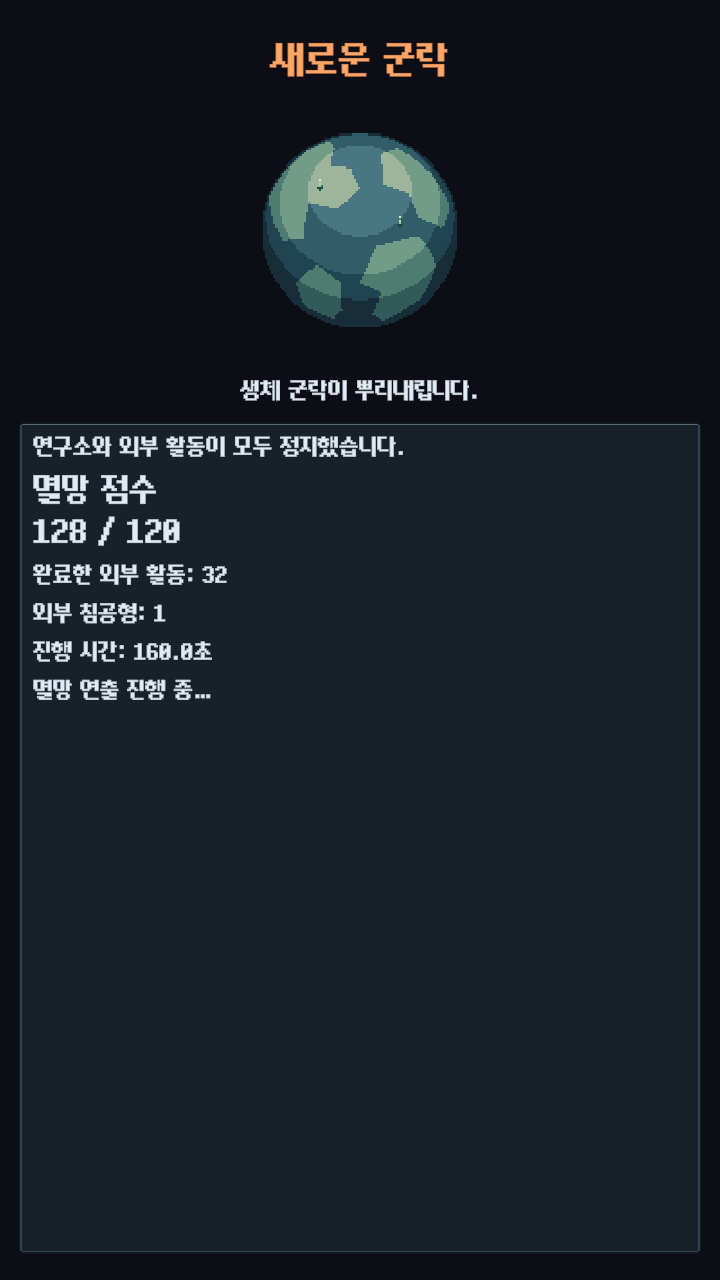 새로운 군락
생체 군락이 뿌리내립니다.
연구소와 외부 활동이 모두 정지했습니다.
멸망 점수
128 / 120
완료한 외부 활동: 32
외부 침공형: 1
진행 시간: 160.0초
멸망 연출 진행 중...